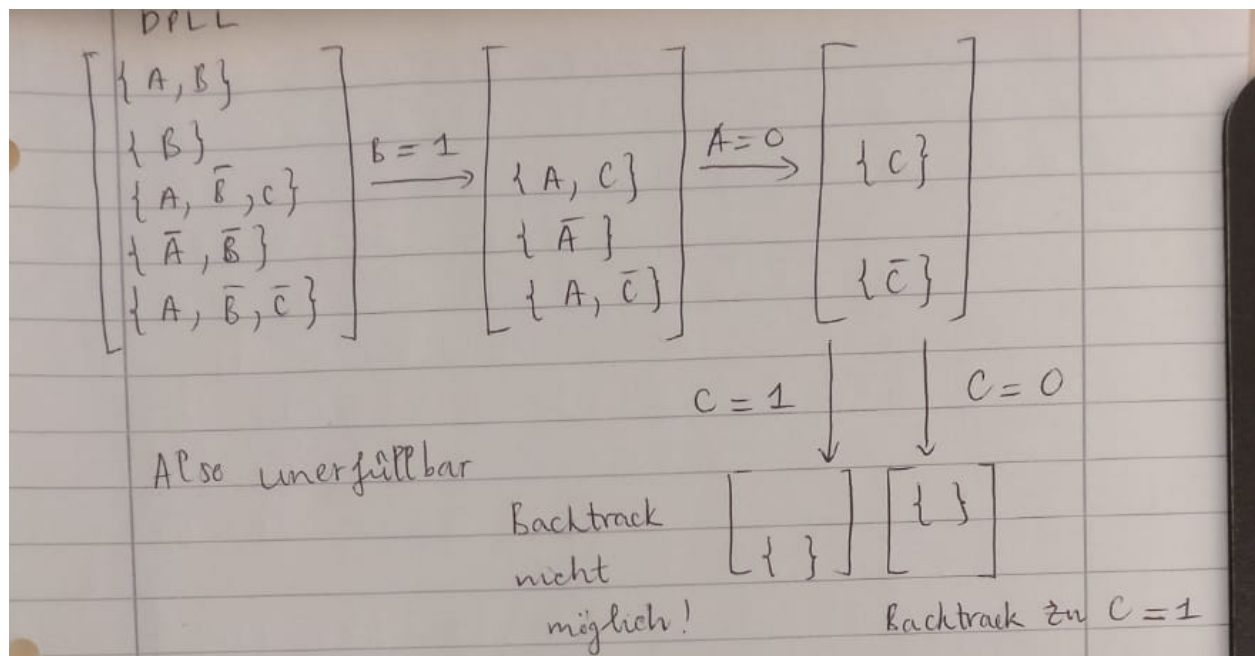 DPLL
{A, B}
{B}
{A, B̅, C}
{A̅, B̅}
{A, B̅, C̅}
B = 1
{A, C}
{A̅}
{A, C̅}
A = 0
{C}
{C̅}
C = 1
C = 0
Also unerfüllbar
{ }
{ }
Backtrack
nicht
möglich!
Backtrack zu C = 1